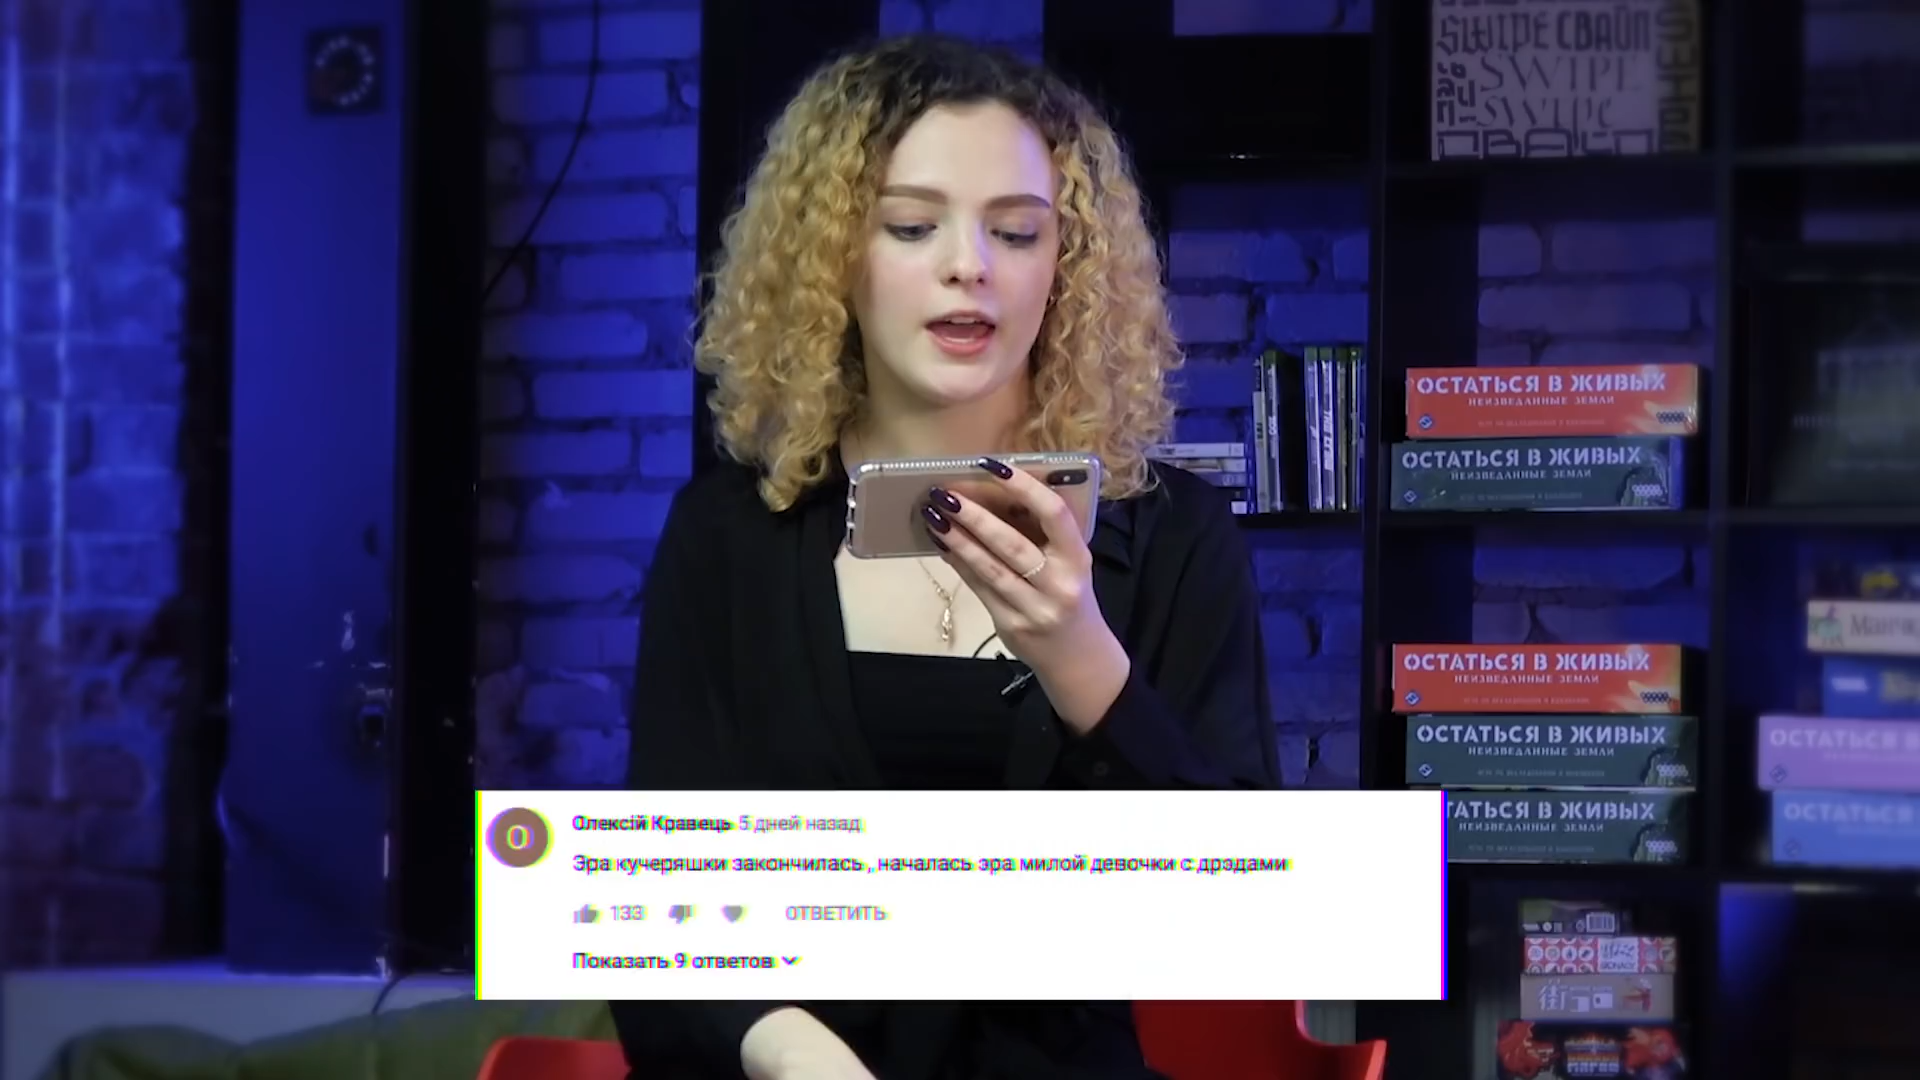 SWIPE СВАЙП
SWIPE
SWIPE
СВАЙП
ОСТАТЬСЯ В ЖИВЫХ
НЕИЗВЕДАННЫЕ ЗЕМЛИ
ОСТАТЬСЯ В ЖИВЫХ
НЕИЗВЕДАННЫЕ ЗЕМЛИ
ОСТАТЬСЯ В ЖИВЫХ
НЕИЗВЕДАННЫЕ ЗЕМЛИ
ОСТАТЬСЯ В ЖИВЫХ
НЕИЗВЕДАННЫЕ ЗЕМЛИ
ОСТАТЬСЯ В
ТАТЬСЯ В ЖИВЫХ
НЕИЗВЕДАННЫЕ ЗЕМЛИ
ОСТАТЬСЯ
О
Олексій Кравець 5 дней назад
Эра кучеряшки закончилась , началась эра милой девочки с дрэдами
133 ОТВЕТИТЬ
Показать 9 ответов